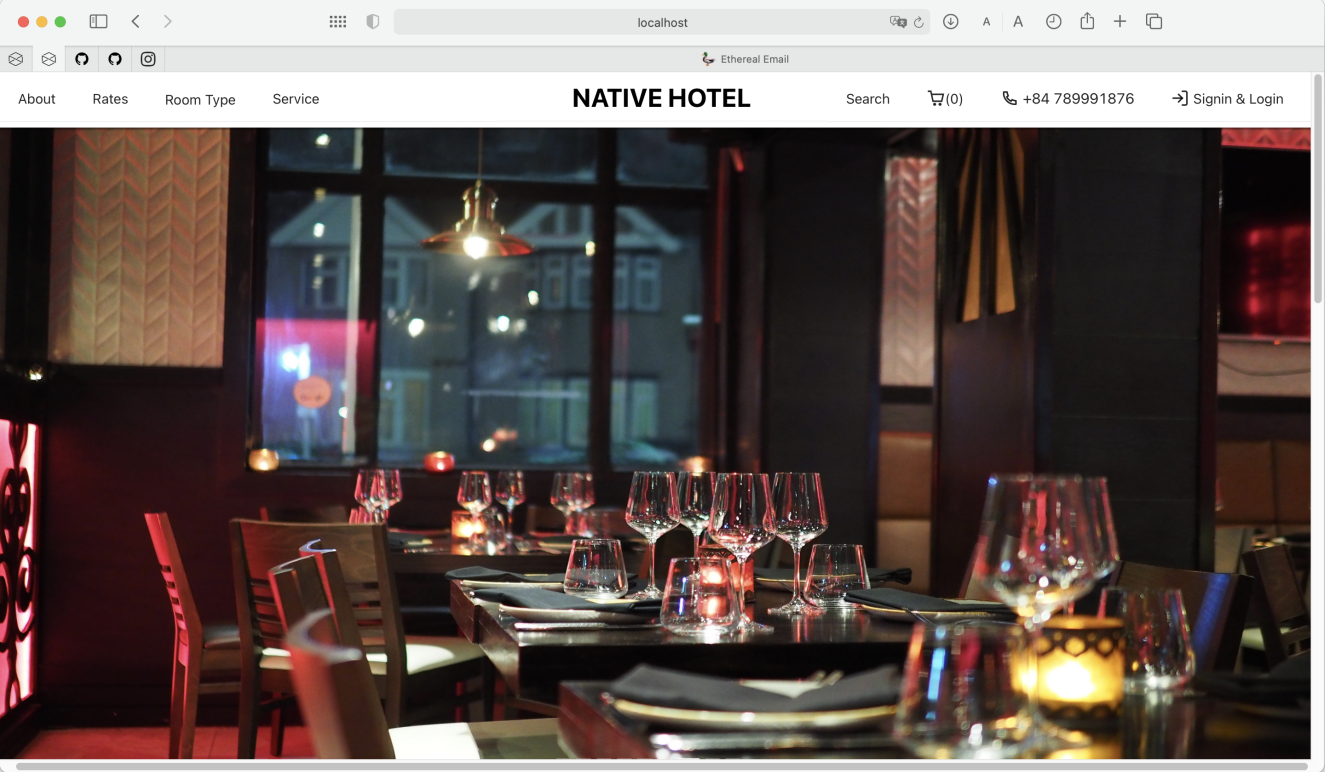 localhost
A A
Ethereal Email
About Rates Room Type Service NATIVE HOTEL Search (0) +84 789991876 Signin & Login